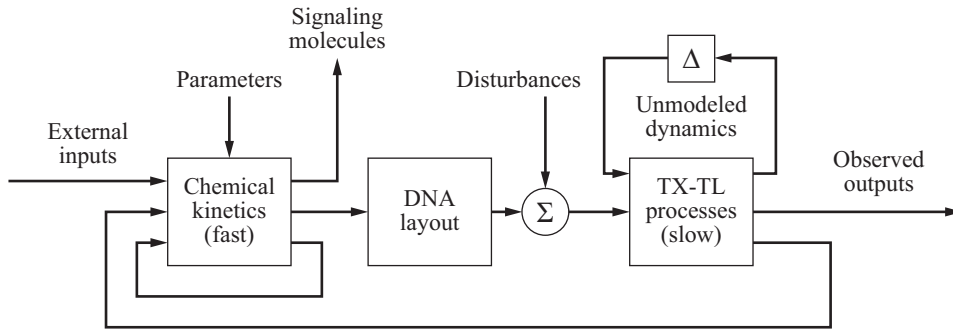 Signaling
molecules
Parameters
External
inputs
Chemical
kinetics
(fast)
DNA
layout
Disturbances
Σ
Δ
Unmodeled
dynamics
TX-TL
processes
(slow)
Observed
outputs